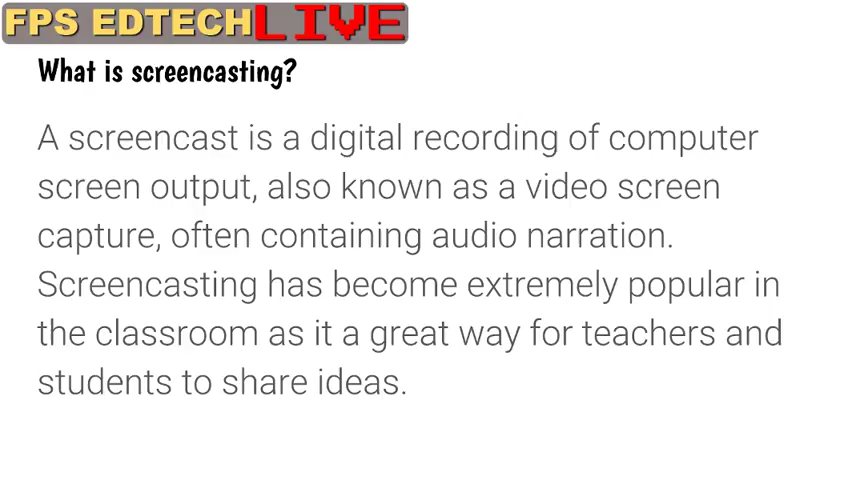 FPS EDTECH LIVE
What is screencasting?
A screencast is a digital recording of computer
screen output, also known as a video screen
capture, often containing audio narration.
Screencasting has become extremely popular in
the classroom as it a great way for teachers and
students to share ideas.